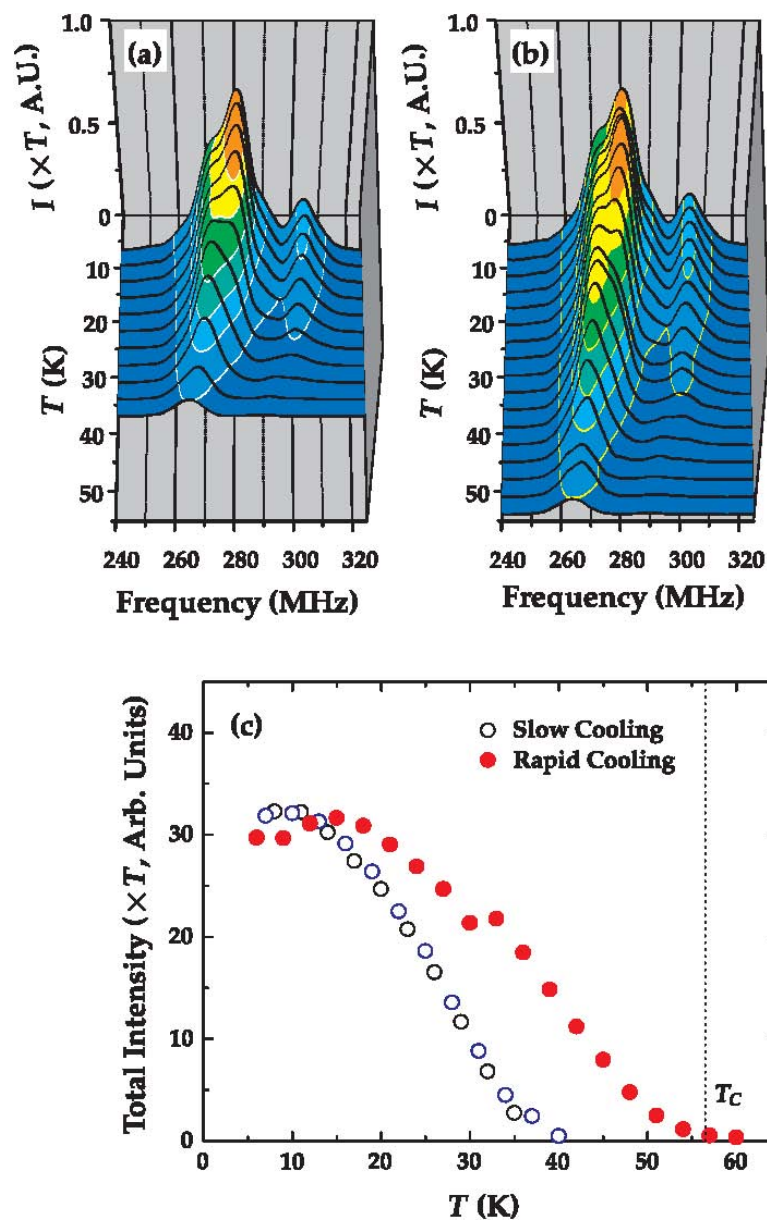 (a)
I (×T, A.U.)
1.0
0.5
0
T (K)
10
20
30
40
50
240 260 280 300 320
Frequency (MHz)
(b)
I (×T, A.U.)
1.0
0.5
0
T (K)
10
20
30
40
50
240 260 280 300 320
Frequency (MHz)
(c)
Slow Cooling
Rapid Cooling
Total Intensity (×T, Arb. Units)
40
30
20
10
0
T_C
0 10 20 30 40 50 60
T (K)